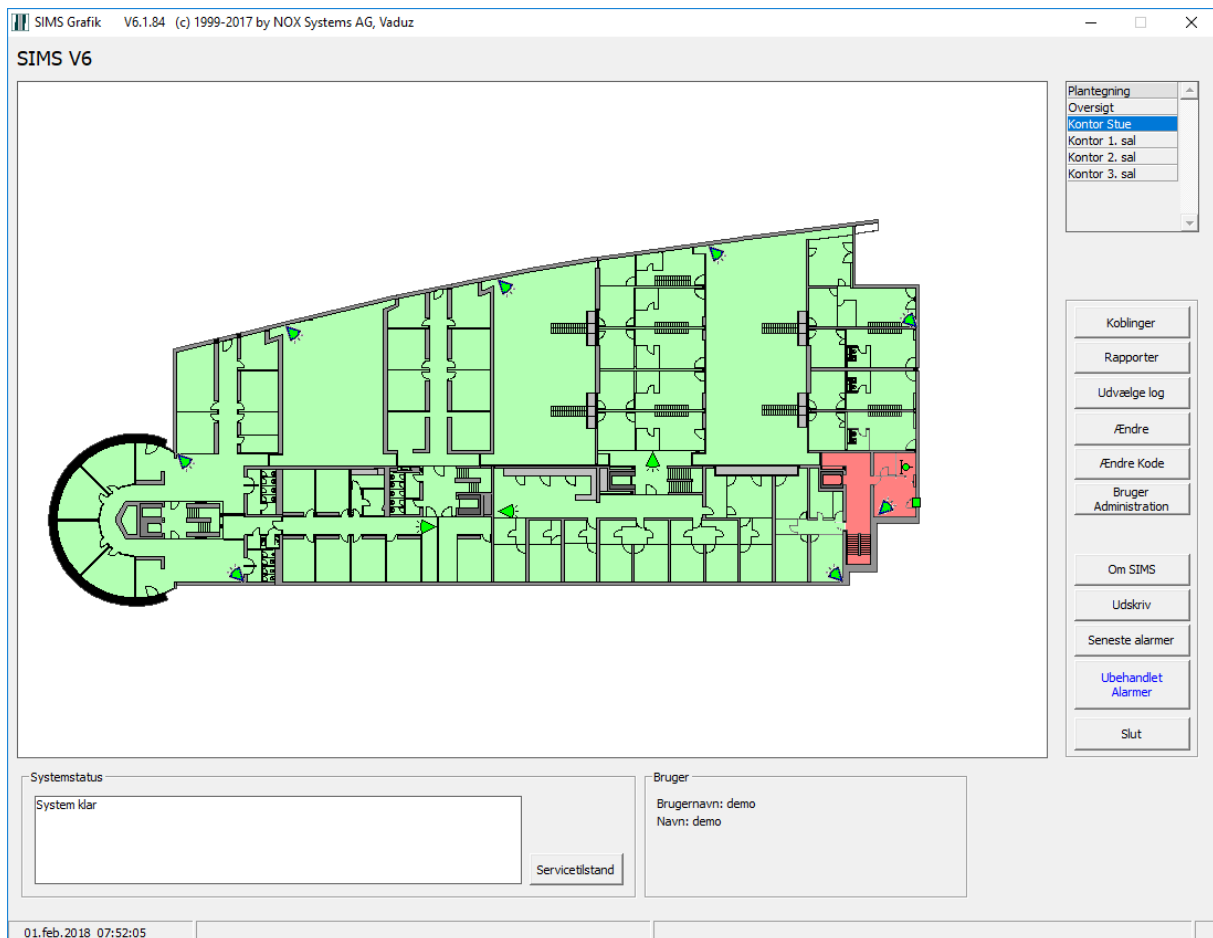 SIMS Grafik V6.1.84 (c) 1999-2017 by NOX Systems AG, Vaduz
SIMS V6
Plantegning
Oversigt
Kontor Stue
Kontor 1. sal
Kontor 2. sal
Kontor 3. sal
Koblinger
Rapporter
Udvælge log
Ændre
Ændre Kode
Bruger
Administration
Om SIMS
Udskriv
Seneste alarmer
Ubehandlet
Alarmer
Slut
Systemstatus
System klar
Servicetilstand
Bruger
Brugernavn: demo
Navn: demo
01.feb.2018 07:52:05